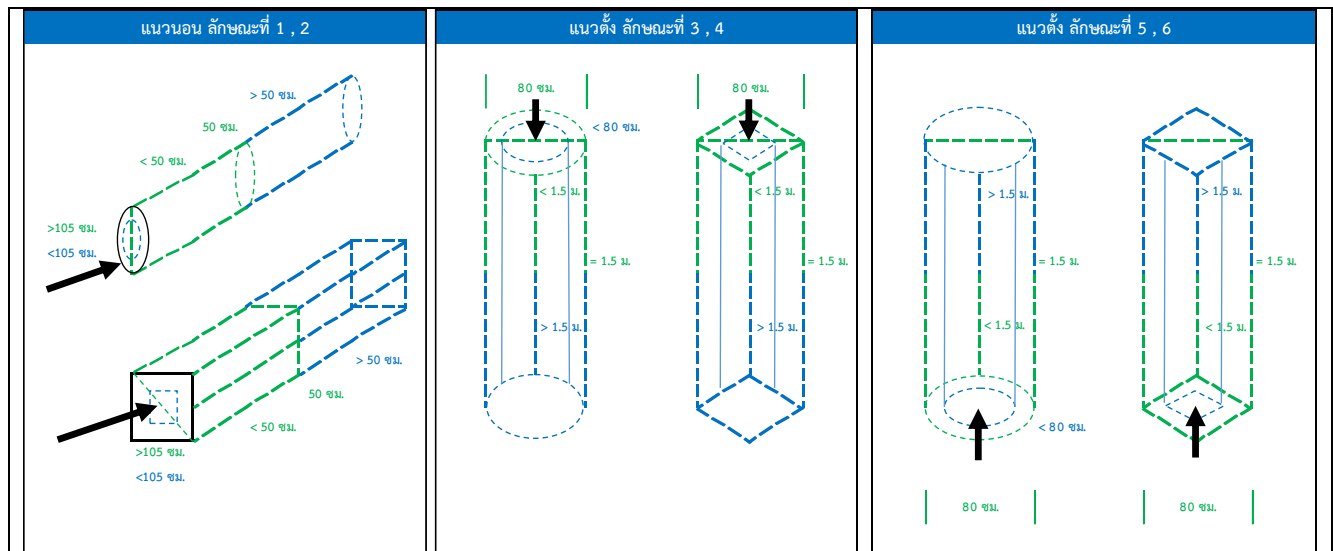 แนวนอน ลักษณะที่ 1 , 2
> 50 ซม.
50 ซม.
< 50 ซม.
>105 ซม.
<105 ซม.
> 50 ซม.
50 ซม.
< 50 ซม.
>105 ซม.
<105 ซม.
แนวตั้ง ลักษณะที่ 3 , 4
80 ซม.
80 ซม.
< 80 ซม.
< 1.5 ม.
< 1.5 ม.
= 1.5 ม.
= 1.5 ม.
> 1.5 ม.
> 1.5 ม.
แนวตั้ง ลักษณะที่ 5 , 6
> 1.5 ม.
> 1.5 ม.
= 1.5 ม.
= 1.5 ม.
< 1.5 ม.
< 1.5 ม.
< 80 ซม.
80 ซม.
80 ซม.